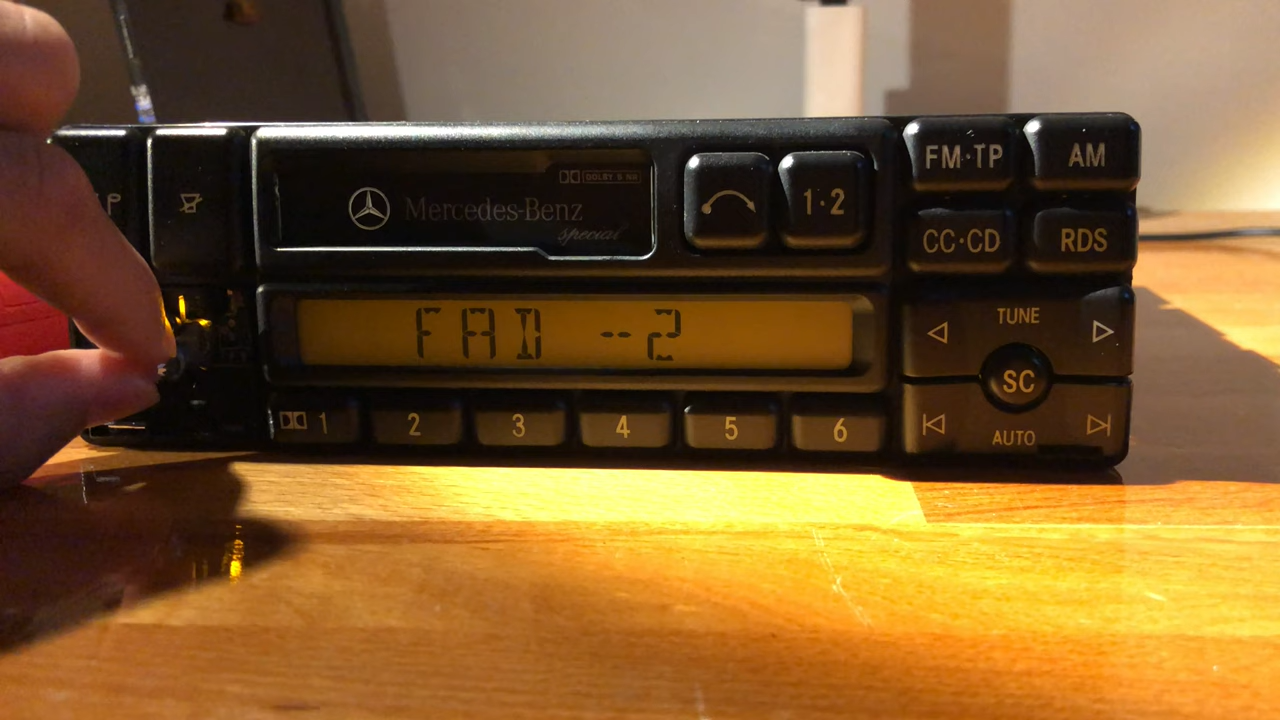 DOLBY B NR
Mercedes-Benz
special
1·2
FM·TP
AM
CC·CD
RDS
FAD -2
TUNE
SC
AUTO
1
2
3
4
5
6